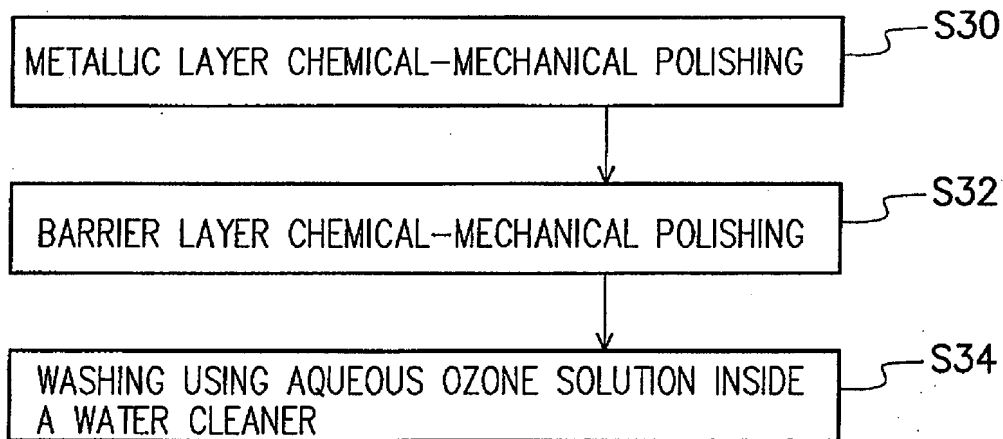 METALLIC LAYER CHEMICAL-MECHANICAL POLISHING
S30
BARRIER LAYER CHEMICAL-MECHANICAL POLISHING
S32
WASHING USING AQUEOUS OZONE SOLUTION INSIDE
A WATER CLEANER
S34